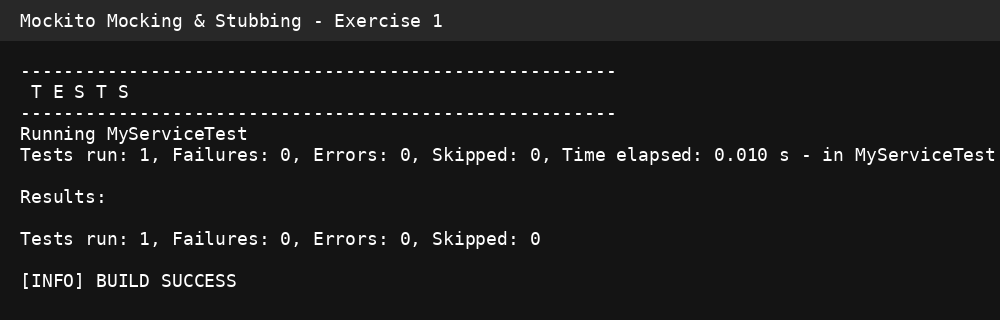 Mockito Mocking & Stubbing - Exercise 1
-------------------------------------------------------
T E S T S
-------------------------------------------------------
Running MyServiceTest
Tests run: 1, Failures: 0, Errors: 0, Skipped: 0, Time elapsed: 0.010 s - in MyServiceTest
Results:
Tests run: 1, Failures: 0, Errors: 0, Skipped: 0
[INFO] BUILD SUCCESS